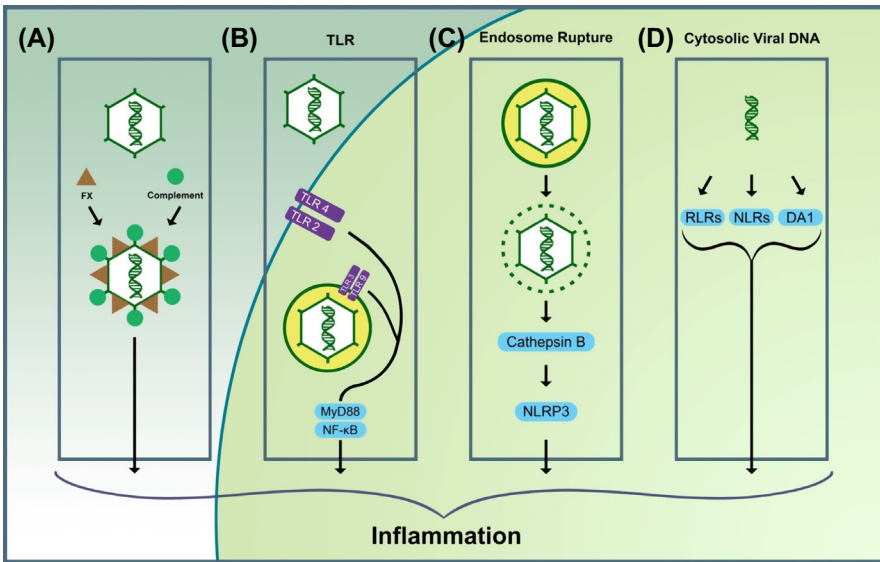 (A)
(B)
TLR
(C)
Endosome Rupture
(D)
Cytosolic Viral DNA
FX
Complement
TLR 4
TLR 2
TLR 3
TLR 9
MyD88
NF-κB
Cathepsin B
NLRP3
RLRs
NLRs
DA1
Inflammation